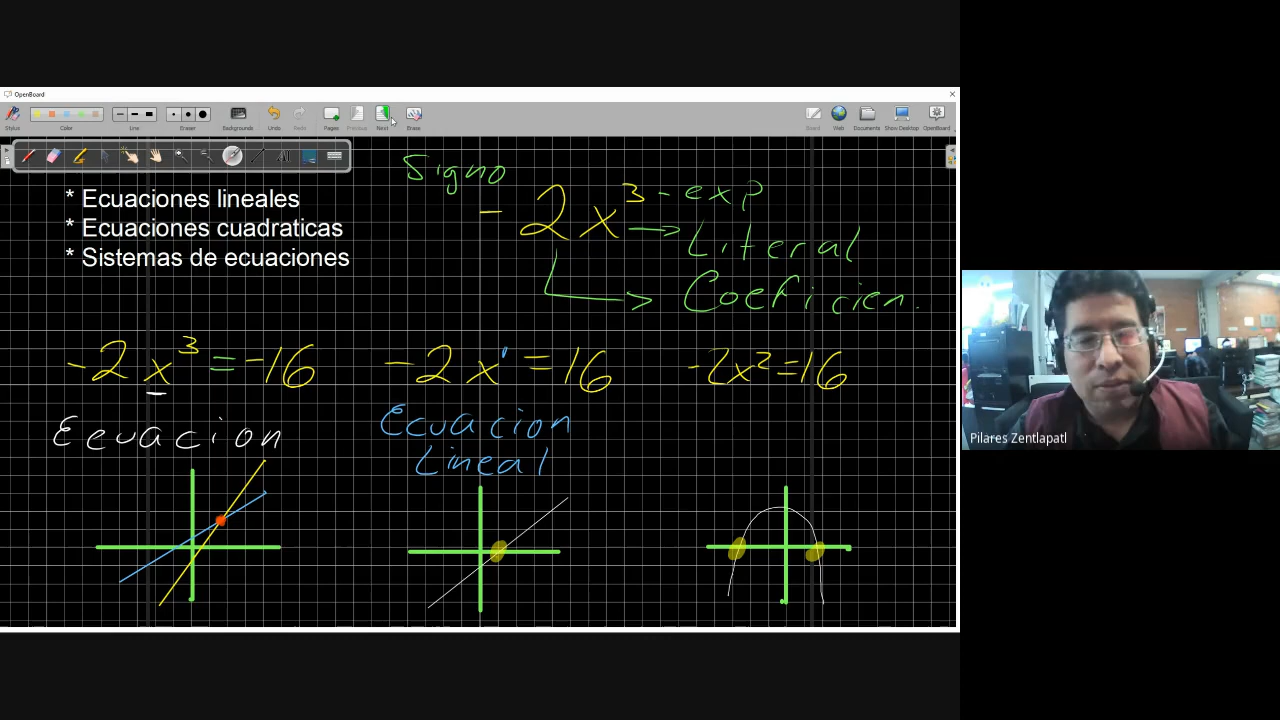 OpenBoard
Stylus Color Line Eraser Backgrounds Undo Redo Pages Previous Next Erase Board Web Documents Show Desktop OpenBoard
Signo
* Ecuaciones lineales
* Ecuaciones cuadraticas
* Sistemas de ecuaciones
-2x³ - exp
Literal
Coeficien.
-2x³ = -16
-2x¹ = 16
-2x² = 16
Ecuacion
Ecuacion
Lineal
Pilares Zentlapatl